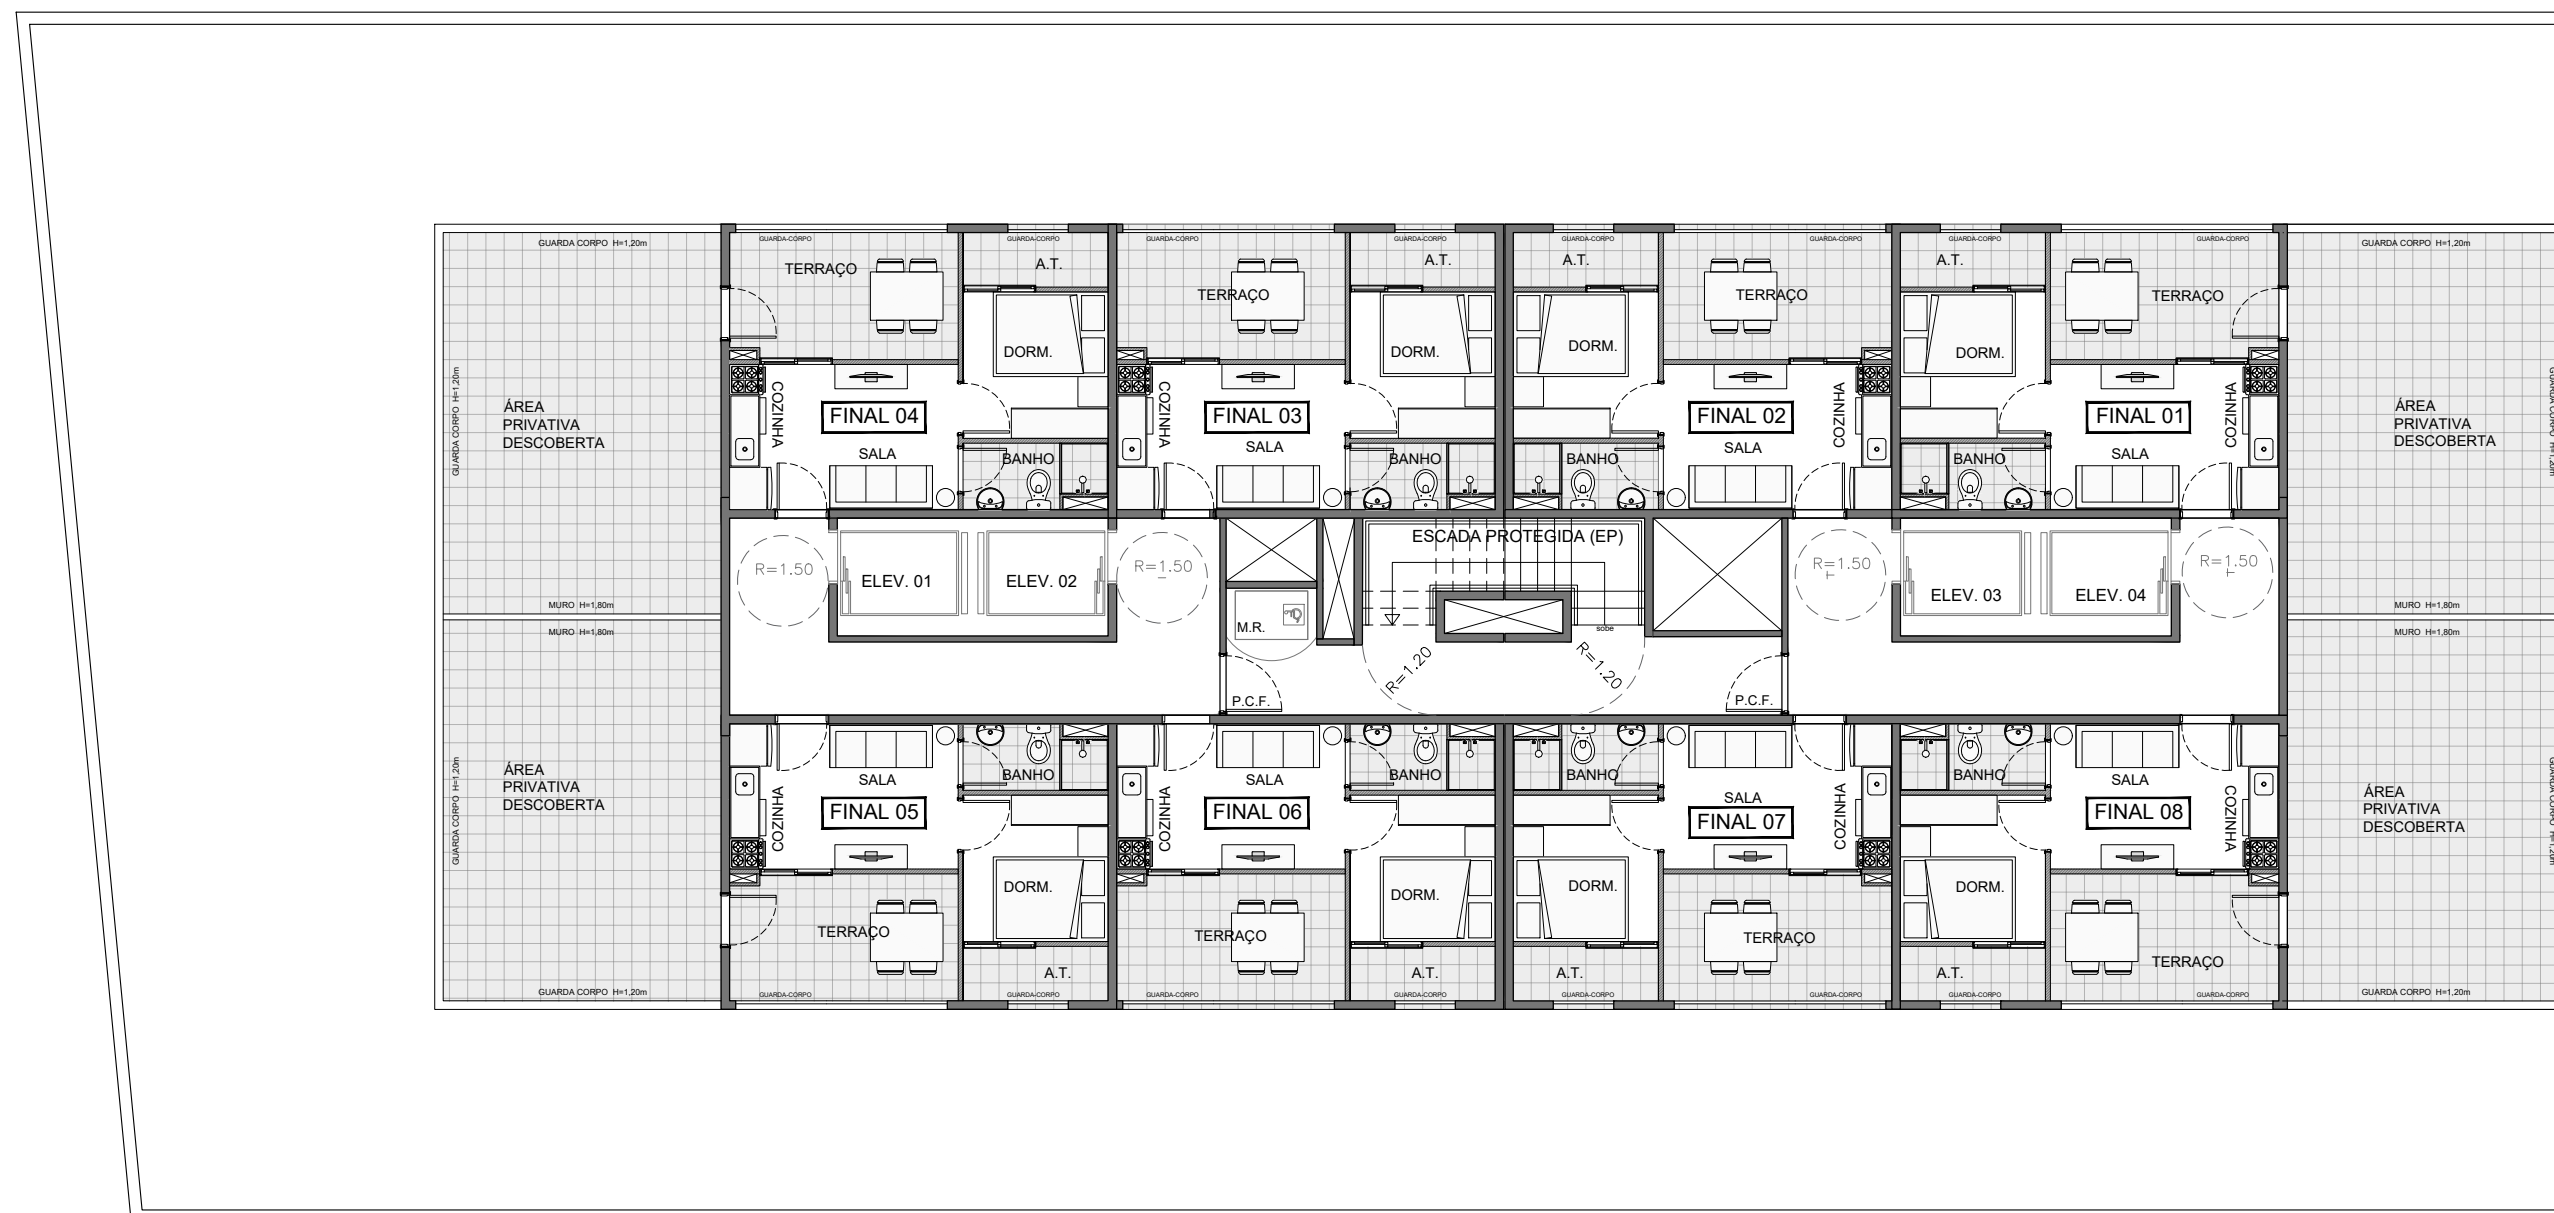 GUARDA CORPO H=1,20m
GUARDA-CORPO
GUARDA-CORPO
GUARDA-CORPO
GUARDA-CORPO
GUARDA-CORPO
GUARDA-CORPO
GUARDA-CORPO
GUARDA-CORPO
GUARDA CORPO H=1,20m
TERRAÇO
A.T.
TERRAÇO
A.T.
A.T.
TERRAÇO
A.T.
TERRAÇO
DORM.
DORM.
DORM.
DORM.
GUARDA CORPO H=1,20m
ÁREA
PRIVATIVA
DESCOBERTA
COZINHA
FINAL 04
SALA
BANHO
COZINHA
FINAL 03
SALA
BANHO
BANHO
FINAL 02
SALA
COZINHA
BANHO
FINAL 01
SALA
COZINHA
ÁREA
PRIVATIVA
DESCOBERTA
GUARDA CORPO H=1,20m
ESCADA PROTEGIDA (EP)
R=1.50
ELEV. 01
ELEV. 02
R=1.50
R=1.50
ELEV. 03
ELEV. 04
R=1.50
MURO H=1,80m
MURO H=1,80m
MURO H=1,80m
MURO H=1,80m
M.R.
sobe
R=1.20
R=1.20
P.C.F.
P.C.F.
GUARDA CORPO H=1,20m
ÁREA
PRIVATIVA
DESCOBERTA
COZINHA
SALA
FINAL 05
BANHO
COZINHA
SALA
FINAL 06
BANHO
BANHO
SALA
FINAL 07
COZINHA
BANHO
SALA
FINAL 08
COZINHA
ÁREA
PRIVATIVA
DESCOBERTA
GUARDA CORPO H=1,20m
DORM.
DORM.
DORM.
DORM.
TERRAÇO
A.T.
TERRAÇO
A.T.
A.T.
TERRAÇO
A.T.
TERRAÇO
GUARDA CORPO H=1,20m
GUARDA-CORPO
GUARDA-CORPO
GUARDA-CORPO
GUARDA-CORPO
GUARDA-CORPO
GUARDA-CORPO
GUARDA-CORPO
GUARDA-CORPO
GUARDA CORPO H=1,20m